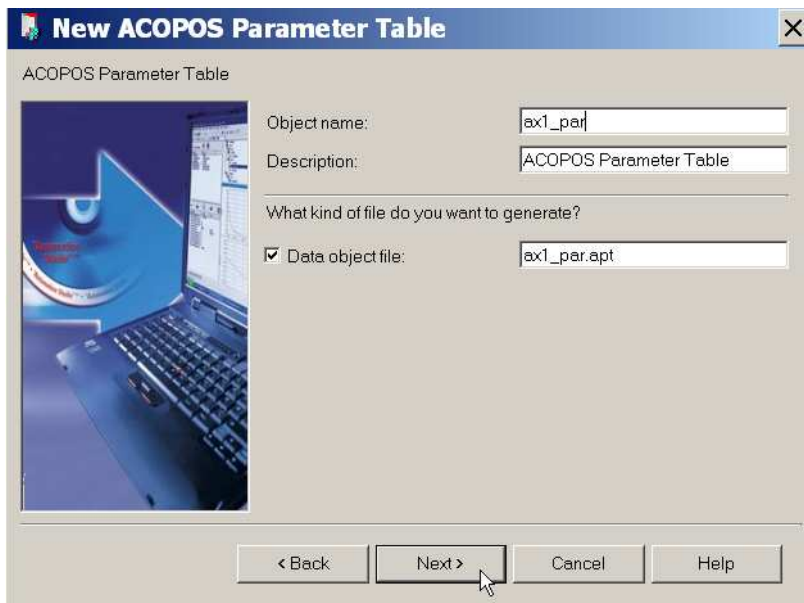 New ACOPOS Parameter Table
ACOPOS Parameter Table
Object name: ax1_par
Description: ACOPOS Parameter Table
What kind of file do you want to generate?
Data object file: ax1_par.apt
< Back Next > Cancel Help